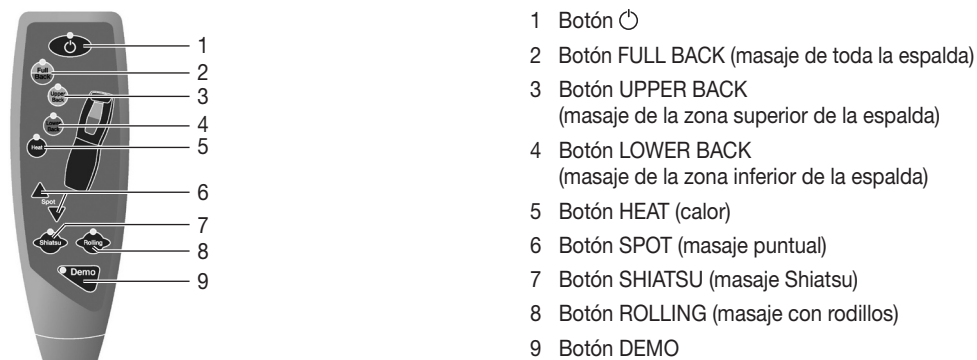 Full
Back
Upper
Back
Lower
Back
Heat
Spot
Shiatsu
Rolling
Demo
1
2
3
4
5
6
7
8
9
1 Botón
2 Botón FULL BACK (masaje de toda la espalda)
3 Botón UPPER BACK
(masaje de la zona superior de la espalda)
4 Botón LOWER BACK
(masaje de la zona inferior de la espalda)
5 Botón HEAT (calor)
6 Botón SPOT (masaje puntual)
7 Botón SHIATSU (masaje Shiatsu)
8 Botón ROLLING (masaje con rodillos)
9 Botón DEMO